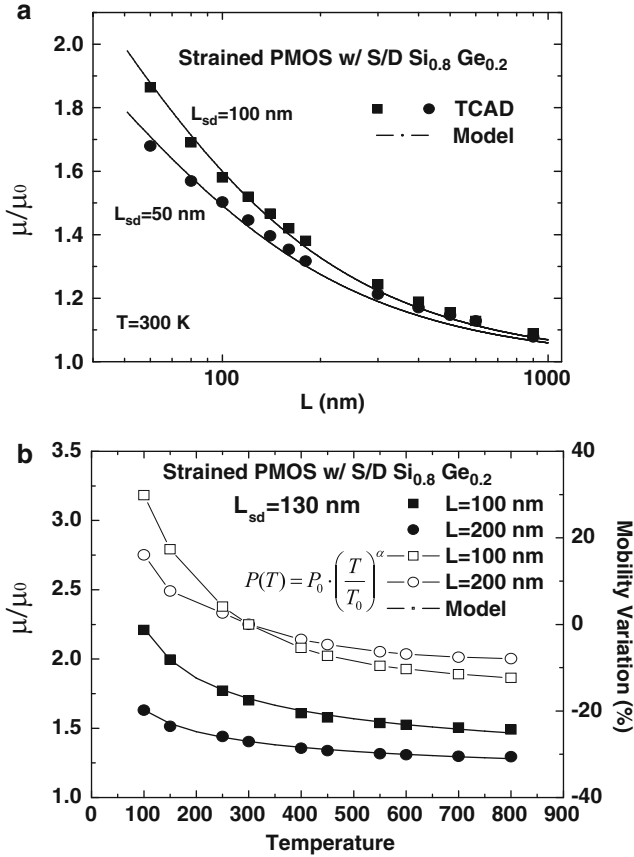 a
2.0
1.8
1.6
1.4
1.2
1.0
μ/μ0
Strained PMOS w/ S/D Si0.8 Ge0.2
TCAD
Model
Lsd=100 nm
Lsd=50 nm
T=300 K
100
1000
L (nm)
b
3.5
3.0
2.5
2.0
1.5
1.0
μ/μ0
Strained PMOS w/ S/D Si0.8 Ge0.2
Lsd=130 nm
L=100 nm
L=200 nm
L=100 nm
L=200 nm
Model
P(T) = P0 · (T/T0)^α
40
20
0
-20
-40
Mobility Variation (%)
0 100 200 300 400 500 600 700 800 900
Temperature